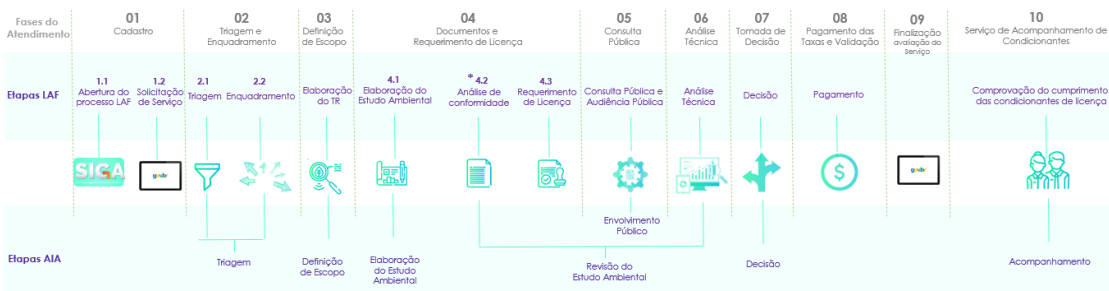 Fases do
Atendimento
01
Cadastro
02
Triagem e
Enquadramento
03
Definição
de Escopo
04
Documentos e
Requerimento de Licença
05
Consulta
Pública
06
Análise
Técnica
07
Tomada de
Decisão
08
Pagamento das
Taxas e Validação
09
Finalização
avaliação do
Serviço
10
Serviço de Acompanhamento de
Condicionantes
Etapas LAF
1.1
Abertura do
processo LAF
1.2
Solicitação
de Serviço
2.1
Triagem
2.2
Enquadramento
Elaboração
do TR
4.1
Elaboração do
Estudo Ambiental
* 4.2
Análise de
conformidade
4.3
Requerimento
de Licença
Consulta Pública e
Audiência Pública
Análise
Técnica
Decisão
Pagamento
Comprovação do cumprimento
das condicionantes de licença
SIGA
govbr
$
govbr
Envolvimento
Público
Etapas AIA
Triagem
Definição
de Escopo
Elaboração
do Estudo
Ambiental
Revisão do
Estudo Ambiental
Decisão
Acompanhamento